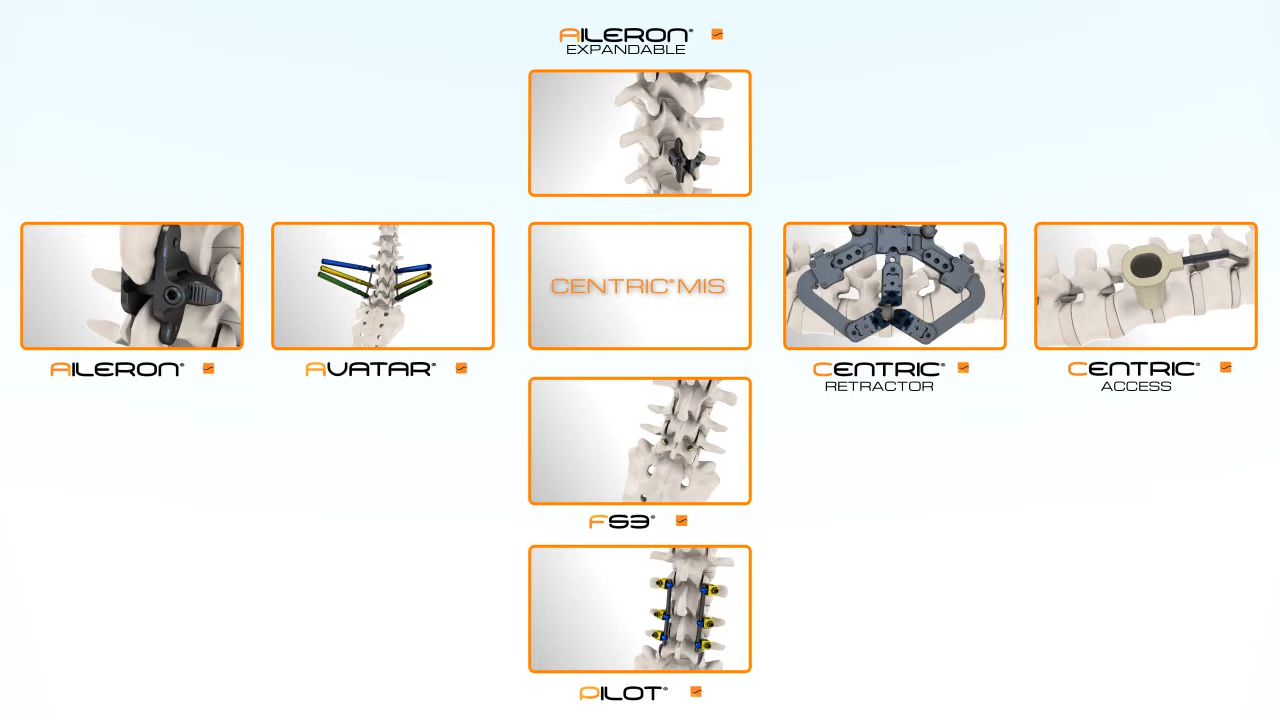 AILERON®
EXPANDABLE
CENTRIC® MIS
AILERON®
AVATAR®
CENTRIC®
RETRACTOR
CENTRIC®
ACCESS
FS3®
PILOT®